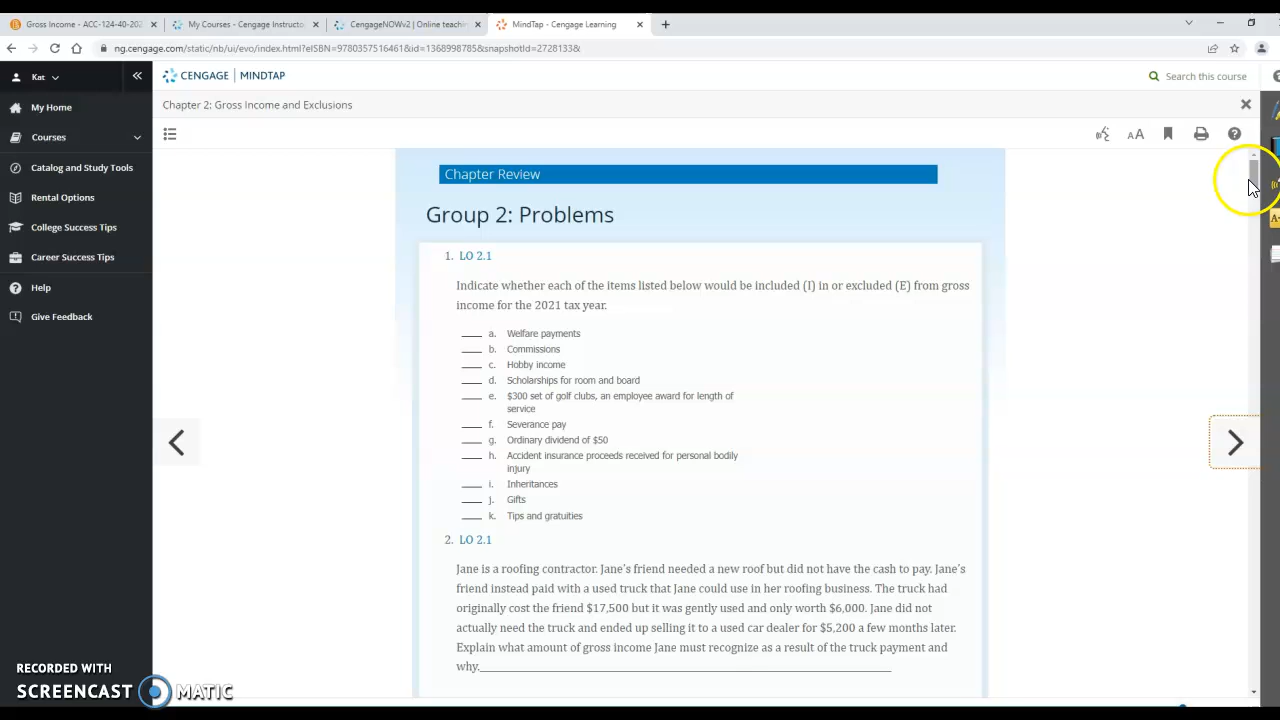 Gross Income - ACC-124-40-202
My Courses - Cengage Instructo
CengageNOWv2 | Online teachin
MindTap - Cengage Learning
ng.cengage.com/static/nb/ui/evo/index.html?eISBN=9780357516461&id=1368998785&snapshotId=2728133&
Kat
CENGAGE | MINDTAP
Search this course
My Home
Chapter 2: Gross Income and Exclusions
Courses
AA
Catalog and Study Tools
Rental Options
College Success Tips
Career Success Tips
Help
Give Feedback
Chapter Review
Group 2: Problems
1. LO 2.1
Indicate whether each of the items listed below would be included (I) in or excluded (E) from gross
income for the 2021 tax year.
____ a. Welfare payments
____ b. Commissions
____ c. Hobby income
____ d. Scholarships for room and board
____ e. $300 set of golf clubs, an employee award for length of
service
____ f. Severance pay
____ g. Ordinary dividend of $50
____ h. Accident insurance proceeds received for personal bodily
injury
____ i. Inheritances
____ j. Gifts
____ k. Tips and gratuities
2. LO 2.1
Jane is a roofing contractor. Jane's friend needed a new roof but did not have the cash to pay. Jane's
friend instead paid with a used truck that Jane could use in her roofing business. The truck had
originally cost the friend $17,500 but it was gently used and only worth $6,000. Jane did not
actually need the truck and ended up selling it to a used car dealer for $5,200 a few months later.
Explain what amount of gross income Jane must recognize as a result of the truck payment and
why.____
RECORDED WITH
SCREENCAST MATIC